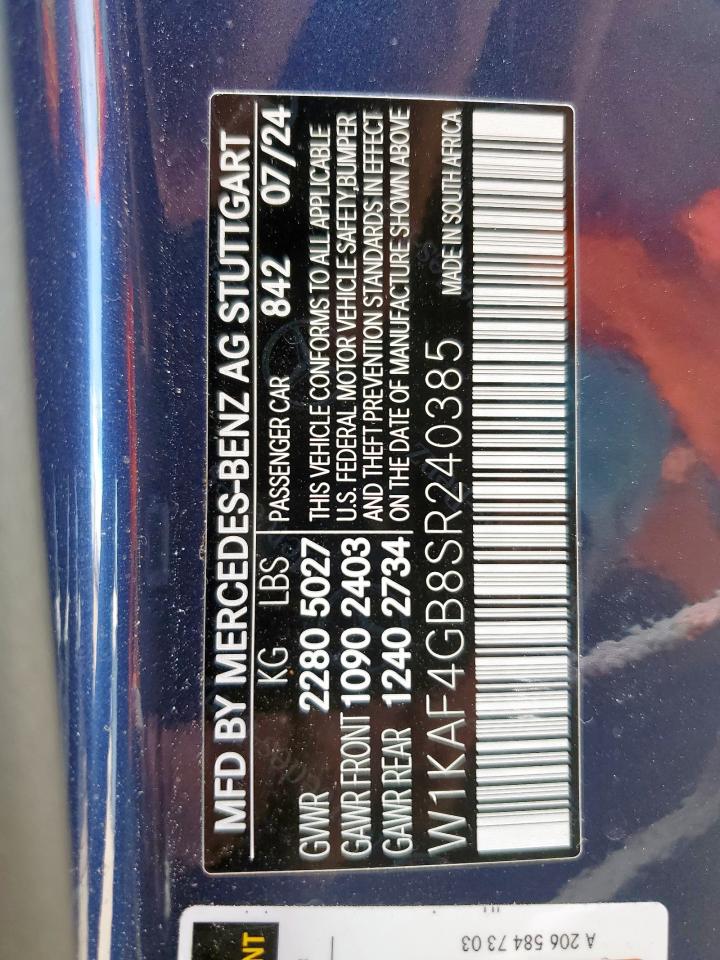 MFD BY MERCEDES-BENZ AG STUTTGART
KG LBS PASSENGER CAR 842 07/24
GVWR 2280 5027
GAWR FRONT 1090 2403
GAWR REAR 1240 2734
THIS VEHICLE CONFORMS TO ALL APPLICABLE
U.S. FEDERAL MOTOR VEHICLE SAFETY,BUMPER
AND THEFT PREVENTION STANDARDS IN EFFECT
ON THE DATE OF MANUFACTURE SHOWN ABOVE
W1KAF4GB8SR240385 MADE IN SOUTH AFRICA
A 206 584 73 03
NT